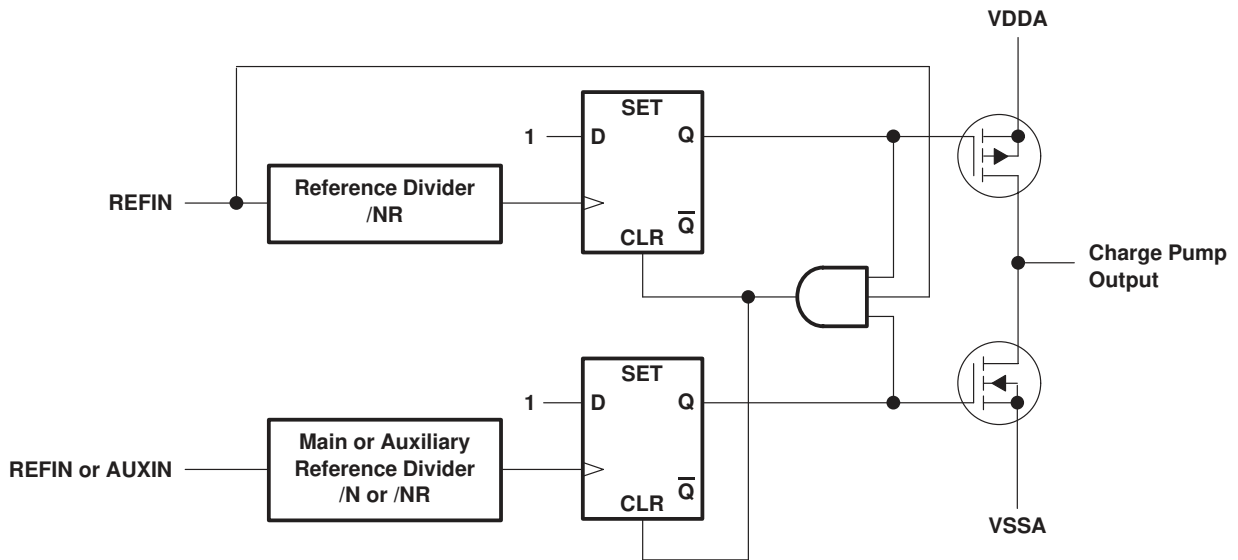 VDDA
SET
1
D
Q
REFIN
Reference Divider
/NR
Q
CLR
Charge Pump
Output
SET
1
D
Q
REFIN or AUXIN
Main or Auxiliary
Reference Divider
/N or /NR
Q
CLR
VSSA